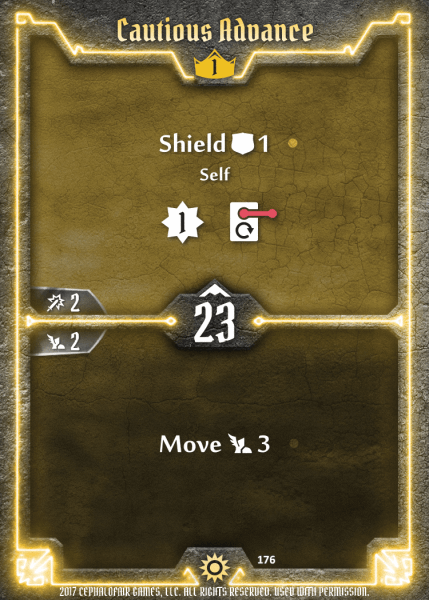 Cautious Advance
1
Shield 1
Self
1
2
23
2
Move 3
176
2017 CEPHALOFAIR GAMES, LLC. ALL RIGHTS RESERVED. USED WITH PERMISSION.